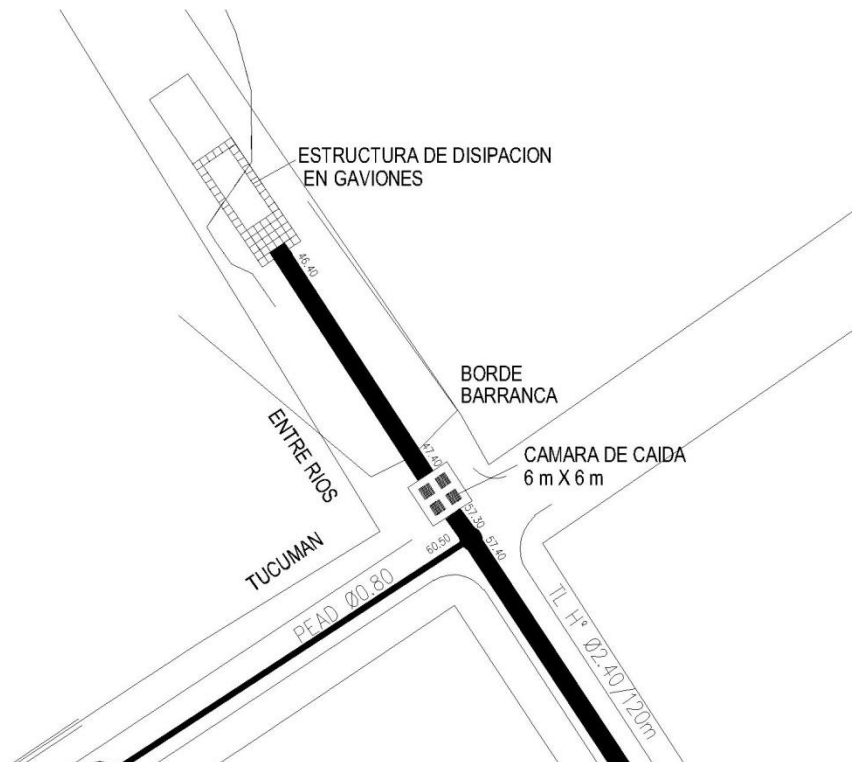 ESTRUCTURA DE DISIPACION
EN GAVIONES
46.40
BORDE
BARRANCA
47.40
CAMARA DE CAIDA
6 m X 6 m
ENTRE RIOS
57.30
57.40
60.50
TUCUMAN
PEAD Ø0.80
TL Hº Ø2.40/120m